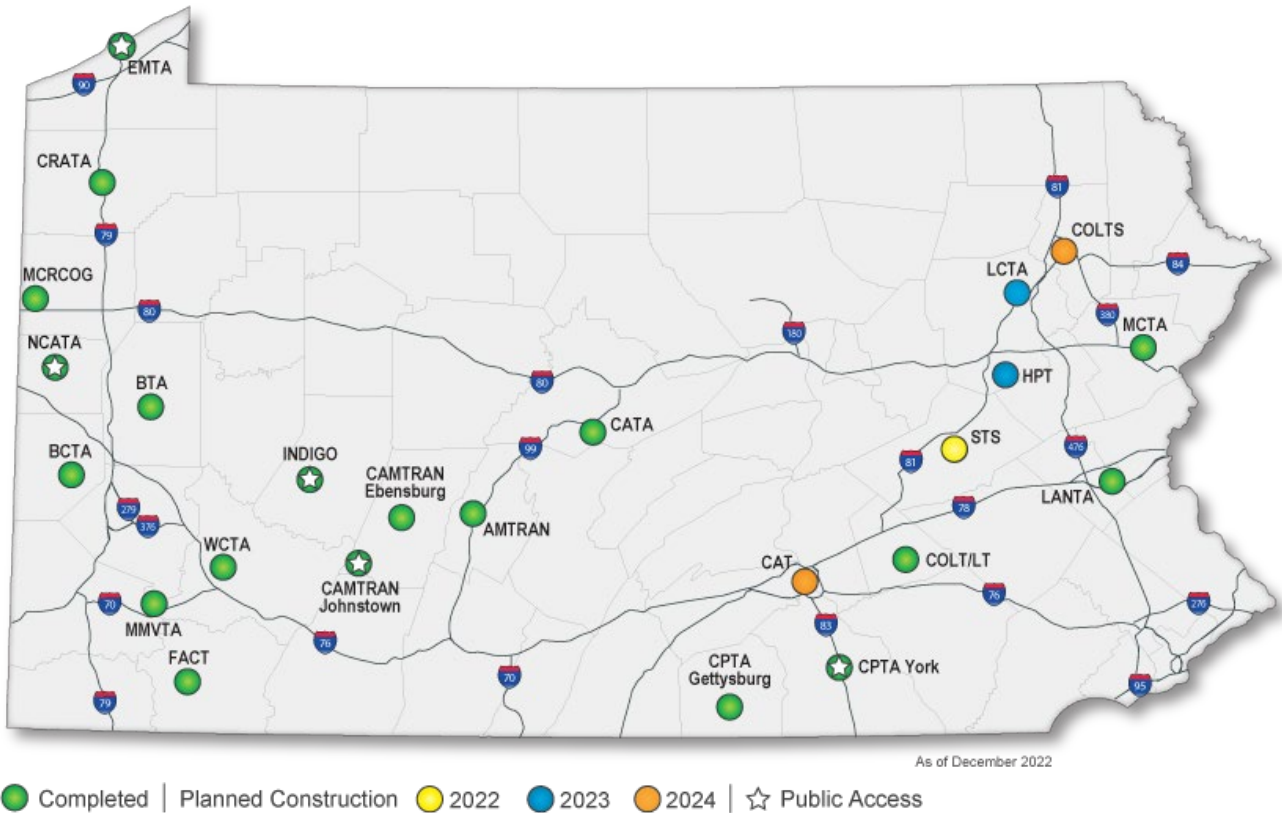 EMTA
90
CRATA
79
81
COLTS
84
LCTA
MCRCOG
80
380
180
MCTA
NCATA
BTA
80
HPT
CATA
99
STS
476
81
BCTA
INDIGO
CAMTRAN
Ebensburg
LANTA
279
376
AMTRAN
78
WCTA
CAMTRAN
Johnstown
CAT
COLT/LT
70
MMVTA
76
76
276
83
FACT
CPTA
Gettysburg
CPTA York
79
70
95
As of December 2022
Completed | Planned Construction 2022 2023 2024 | Public Access